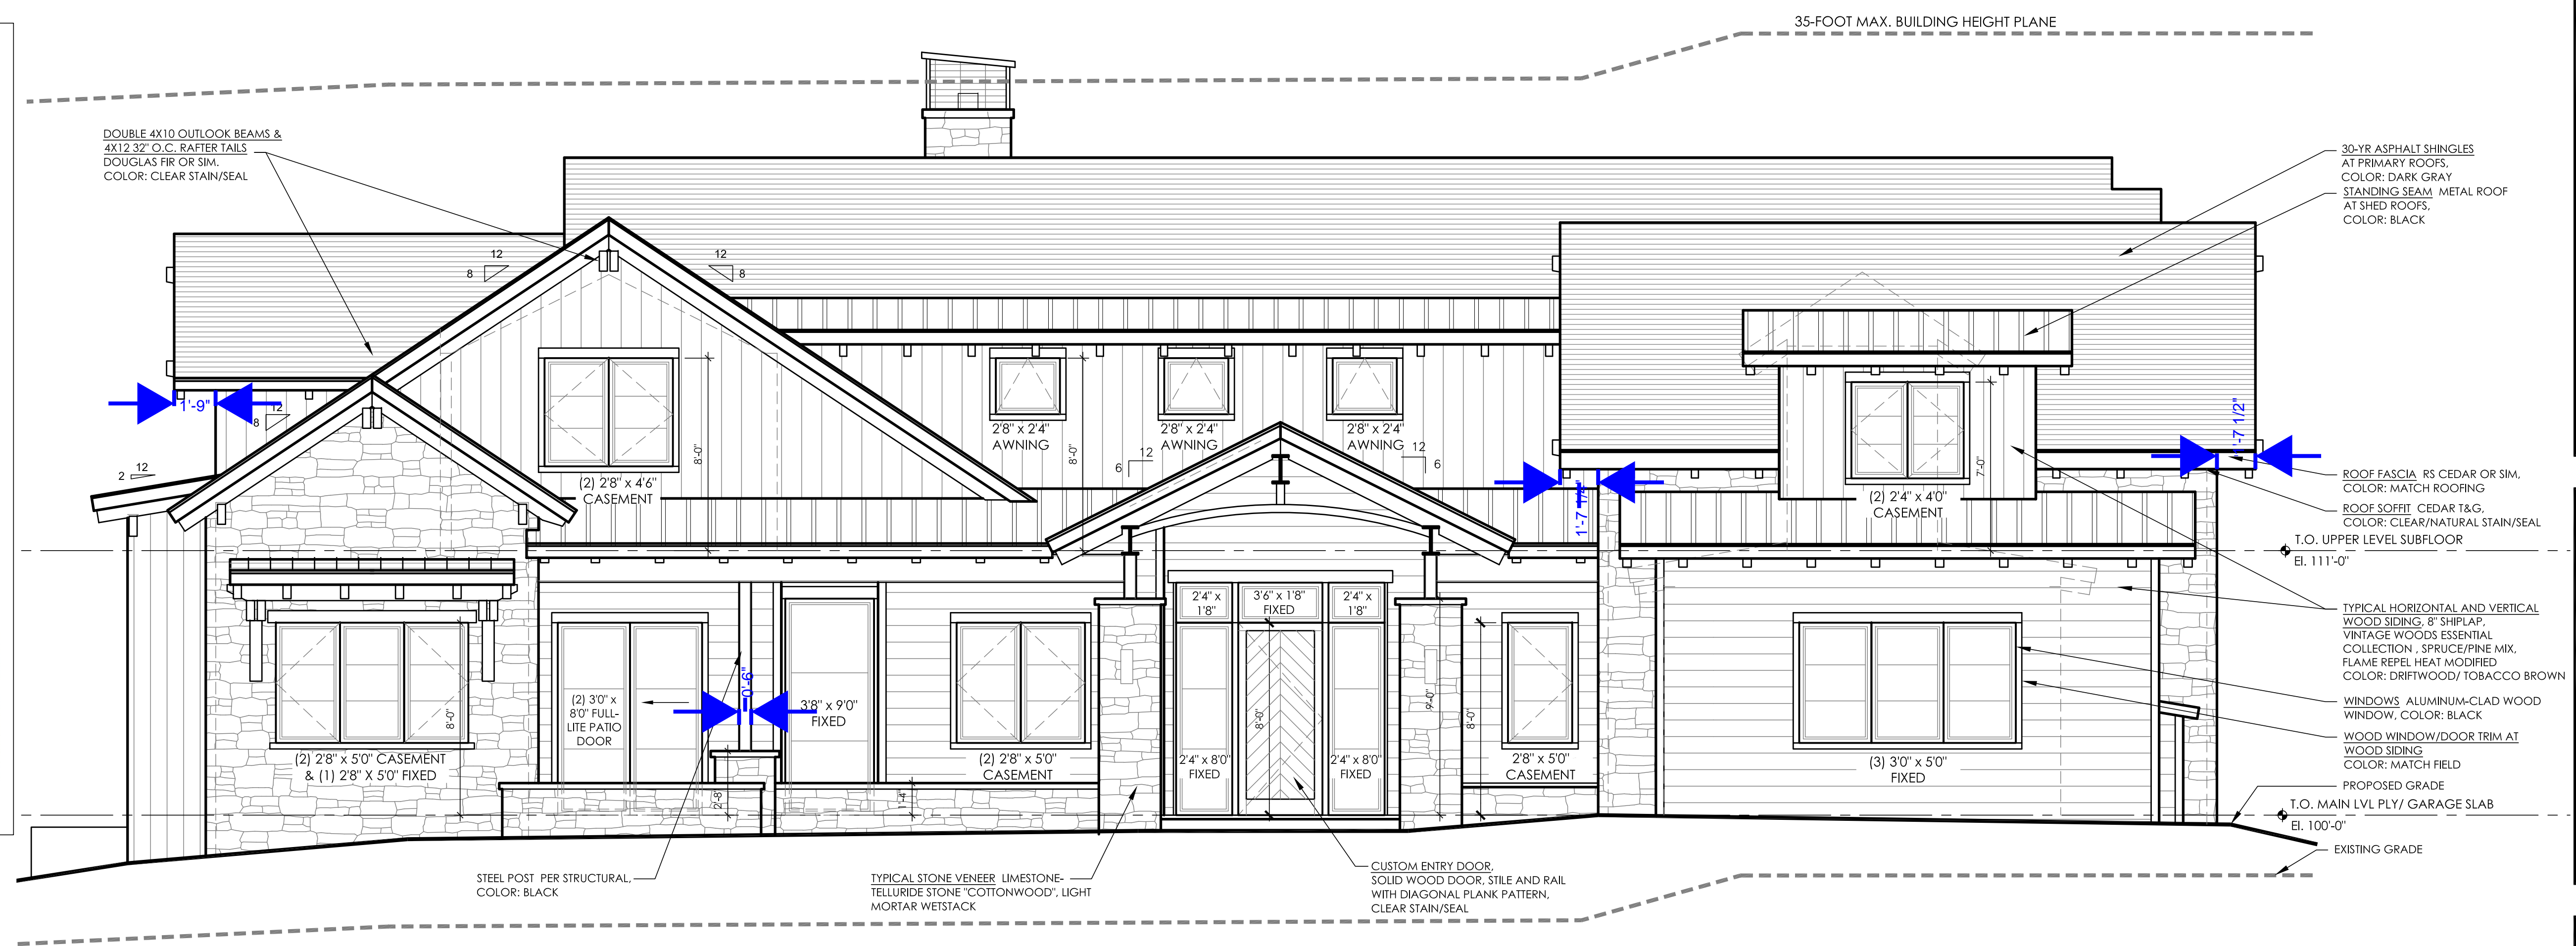 35-FOOT MAX. BUILDING HEIGHT PLANE
DOUBLE 4X10 OUTLOOK BEAMS &
4X12 32" O.C. RAFTER TAILS
DOUGLAS FIR OR SIM.
COLOR: CLEAR STAIN/SEAL
30-YR ASPHALT SHINGLES
AT PRIMARY ROOFS,
COLOR: DARK GRAY
STANDING SEAM METAL ROOF
AT SHED ROOFS,
COLOR: BLACK
12
8
12
8
12
8
12
2
12
6
12
6
1'-9"
1'-7 1/4"
1'-7 1/2"
0'-6"
(2) 2'8" x 4'6"
CASEMENT
8'-0"
8'-0"
2'8" x 2'4"
AWNING
2'8" x 2'4"
AWNING
2'8" x 2'4"
AWNING
(2) 2'4" x 4'0"
CASEMENT
7'-0"
ROOF FASCIA RS CEDAR OR SIM,
COLOR: MATCH ROOFING
ROOF SOFFIT CEDAR T&G,
COLOR: CLEAR/NATURAL STAIN/SEAL
T.O. UPPER LEVEL SUBFLOOR
El. 111'-0"
TYPICAL HORIZONTAL AND VERTICAL
WOOD SIDING, 8" SHIPLAP,
VINTAGE WOODS ESSENTIAL
COLLECTION , SPRUCE/PINE MIX,
FLAME REPEL HEAT MODIFIED
COLOR: DRIFTWOOD/ TOBACCO BROWN
WINDOWS ALUMINUM-CLAD WOOD
WINDOW, COLOR: BLACK
WOOD WINDOW/DOOR TRIM AT
WOOD SIDING
COLOR: MATCH FIELD
PROPOSED GRADE
T.O. MAIN LVL PLY/ GARAGE SLAB
El. 100'-0"
EXISTING GRADE
(2) 2'8" x 5'0" CASEMENT
& (1) 2'8" X 5'0" FIXED
8'-0"
(2) 3'0" x
8'0" FULL-
LITE PATIO
DOOR
2'-8"
3'8" x 9'0"
FIXED
1'-4"
(2) 2'8" x 5'0"
CASEMENT
2'4" x
1'8"
3'6" x 1'8"
FIXED
2'4" x
1'8"
2'4" x 8'0"
FIXED
8'-0"
2'4" x 8'0"
FIXED
9'-0"
8'-0"
2'8" x 5'0"
CASEMENT
(3) 3'0" x 5'0"
FIXED
STEEL POST PER STRUCTURAL,
COLOR: BLACK
TYPICAL STONE VENEER LIMESTONE-
TELLURIDE STONE "COTTONWOOD", LIGHT
MORTAR WETSTACK
CUSTOM ENTRY DOOR,
SOLID WOOD DOOR, STILE AND RAIL
WITH DIAGONAL PLANK PATTERN,
CLEAR STAIN/SEAL